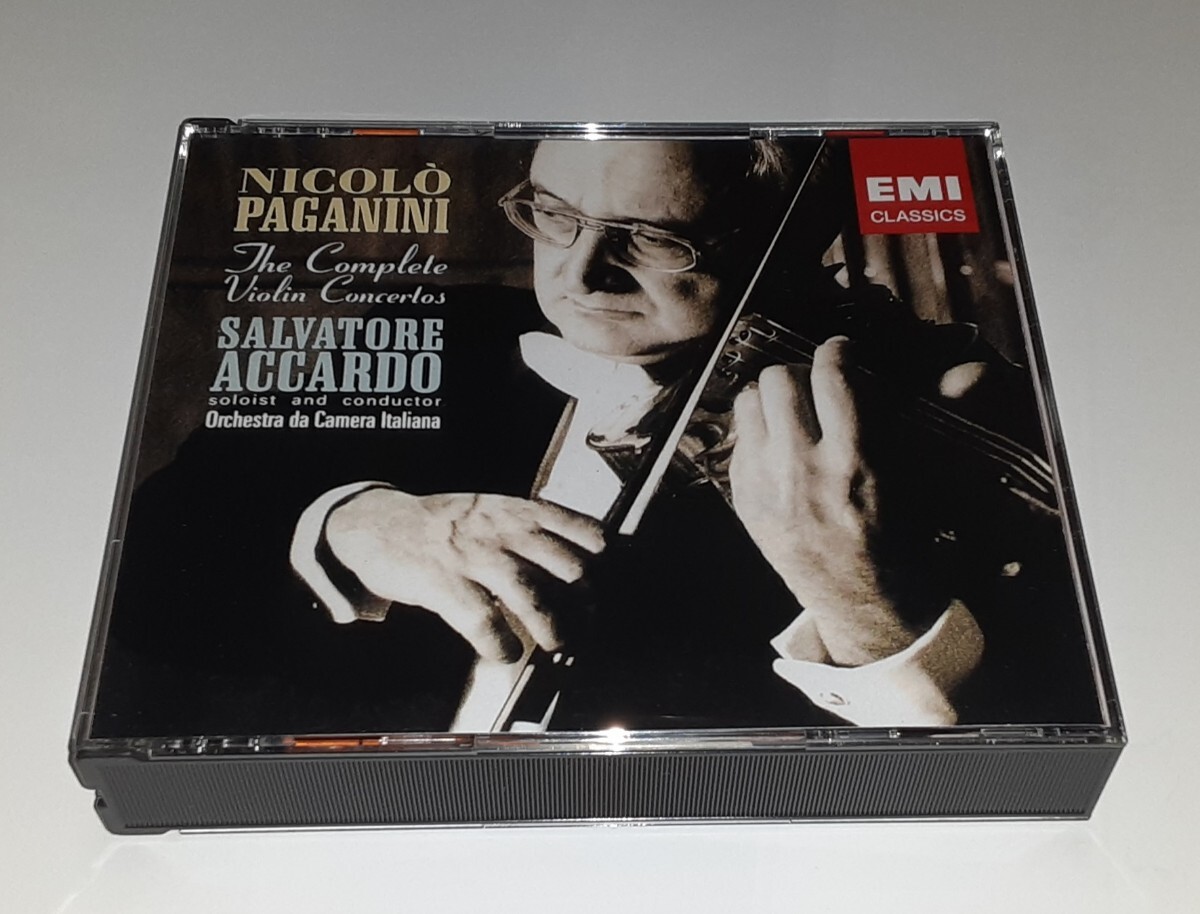 NICOLÒ
PAGANINI
The Complete
Violin Concertos
SALVATORE
ACCARDO
soloist and conductor
Orchestra da Camera Italiana
EMI
CLASSICS